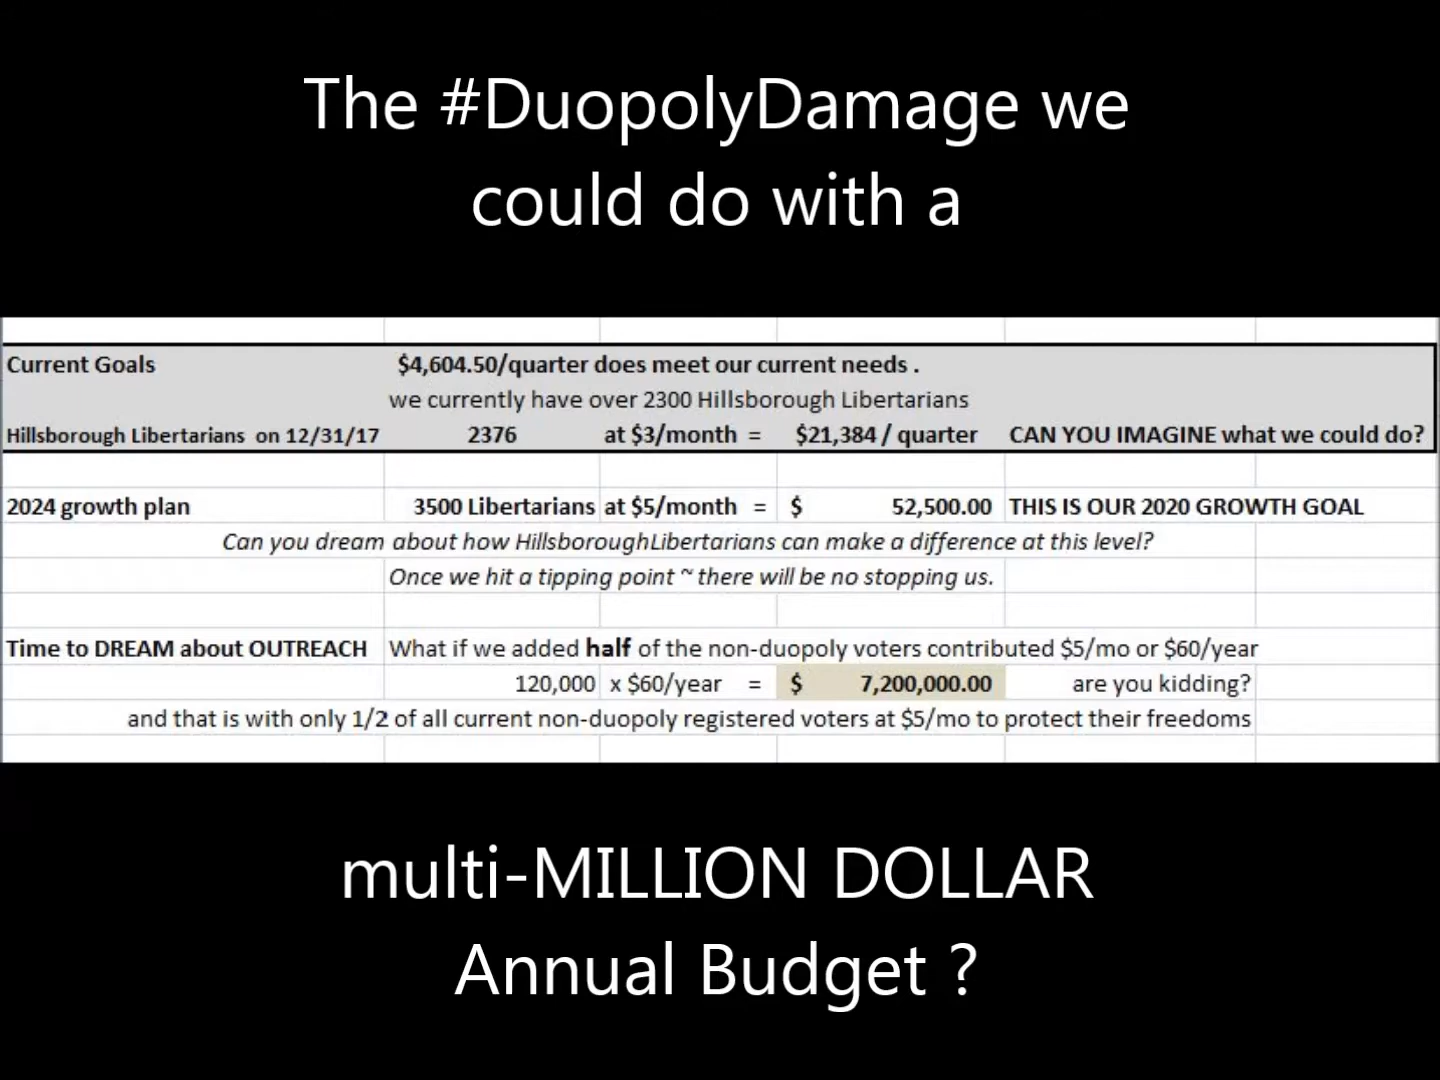 The #DuopolyDamage we
could do with a
Current Goals $4,604.50/quarter does meet our current needs .
we currently have over 2300 Hillsborough Libertarians
Hillsborough Libertarians on 12/31/17 2376 at $3/month = $21,384 / quarter CAN YOU IMAGINE what we could do?
2024 growth plan 3500 Libertarians at $5/month = $ 52,500.00 THIS IS OUR 2020 GROWTH GOAL
Can you dream about how HillsboroughLibertarians can make a difference at this level?
Once we hit a tipping point ~ there will be no stopping us.
Time to DREAM about OUTREACH What if we added half of the non-duopoly voters contributed $5/mo or $60/year
120,000 x $60/year = $ 7,200,000.00 are you kidding?
and that is with only 1/2 of all current non-duopoly registered voters at $5/mo to protect their freedoms
multi-MILLION DOLLAR
Annual Budget ?